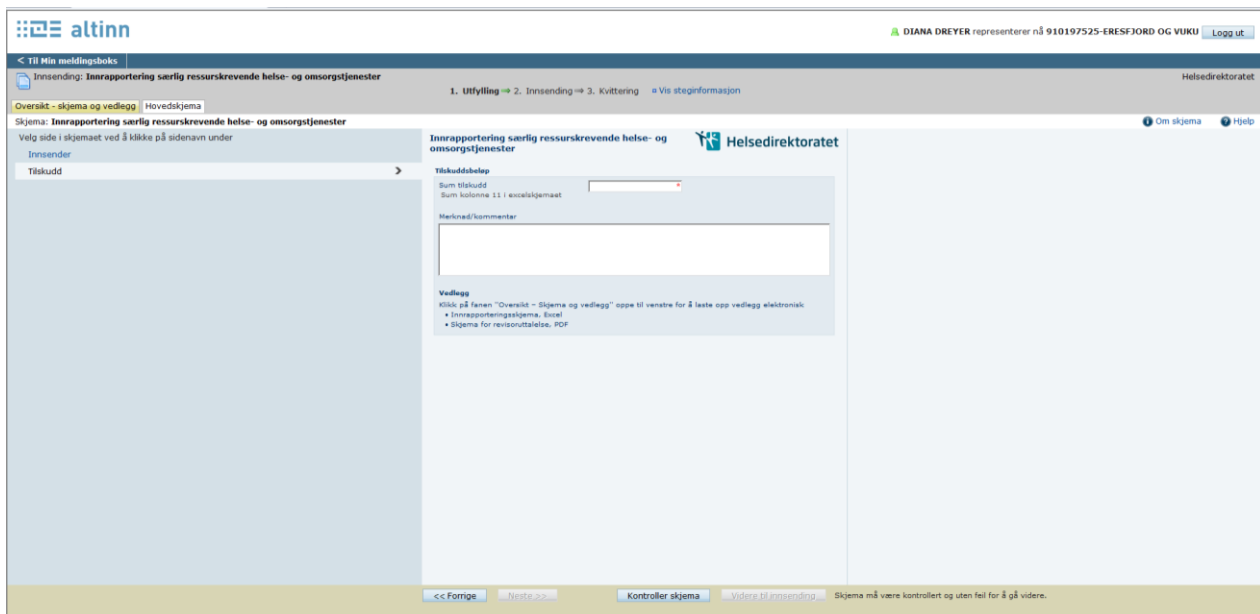 altinn
DIANA DREYER representerer nå 910197525-ERESFJORD OG VUKU Logg ut
< Til Min meldingsboks
Innsending: Innrapportering særlig ressurskrevende helse- og omsorgstjenester
Helsedirektoratet
1. Utfylling 2. Innsending 3. Kvittering Vis steginformasjon
Oversikt - skjema og vedlegg Hovedskjema
Skjema: Innrapportering særlig ressurskrevende helse- og omsorgstjenester
Om skjema Hjelp
Velg side i skjemaet ved å klikke på sidenavn under
Innsender
Tilskudd
Innrapportering særlig ressurskrevende helse- og
omsorgstjenester
Helsedirektoratet
Tilskuddsbeløp
Sum tilskudd *
Sum kolonne 11 i excelskjemaet
Merknad/kommentar
Vedlegg
Klikk på fanen "Oversikt – Skjema og vedlegg" oppe til venstre for å laste opp vedlegg elektronisk
• Innrapporteringsskjema, Excel
• Skjema for revisoruttalelse, PDF
<< Forrige Neste >> Kontroller skjema Videre til innsending Skjema må være kontrollert og uten feil for å gå videre.